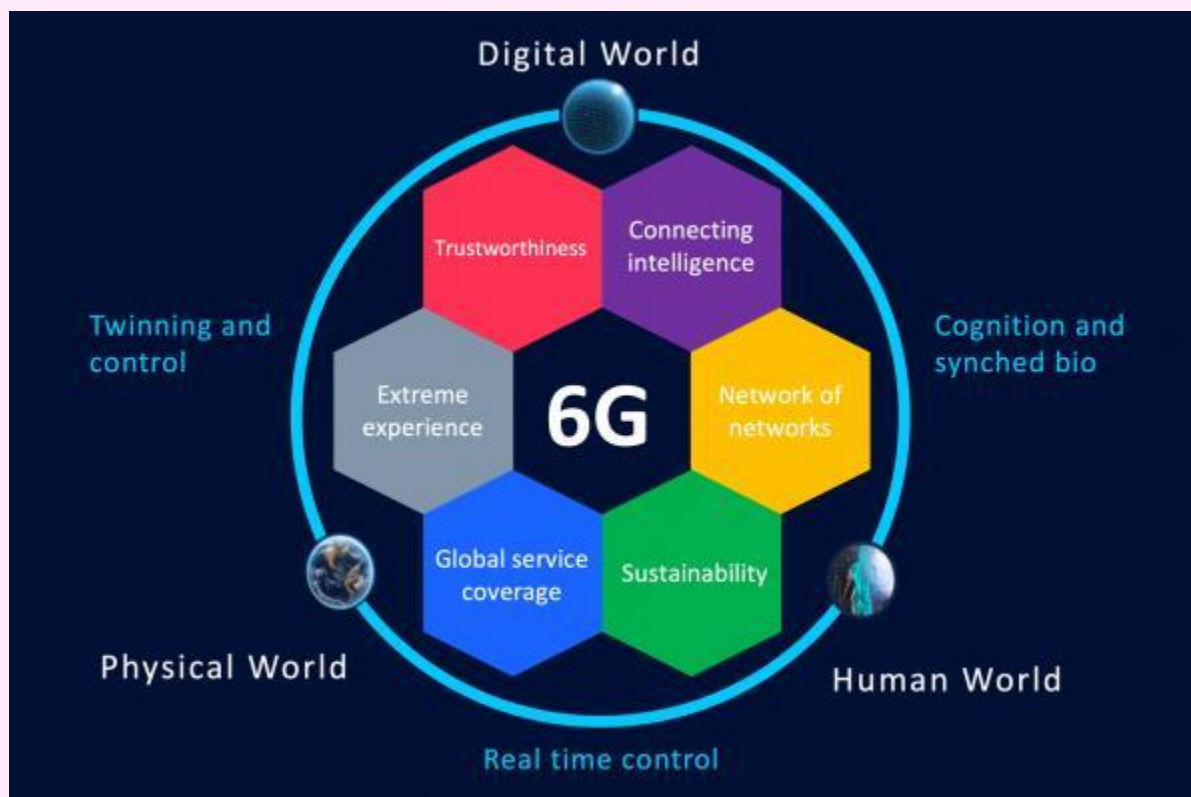 Digital World
Trustworthiness
Connecting
intelligence
Twinning and
control
Cognition and
synched bio
Extreme
experience
6G
Network of
networks
Global service
coverage
Sustainability
Physical World
Human World
Real time control